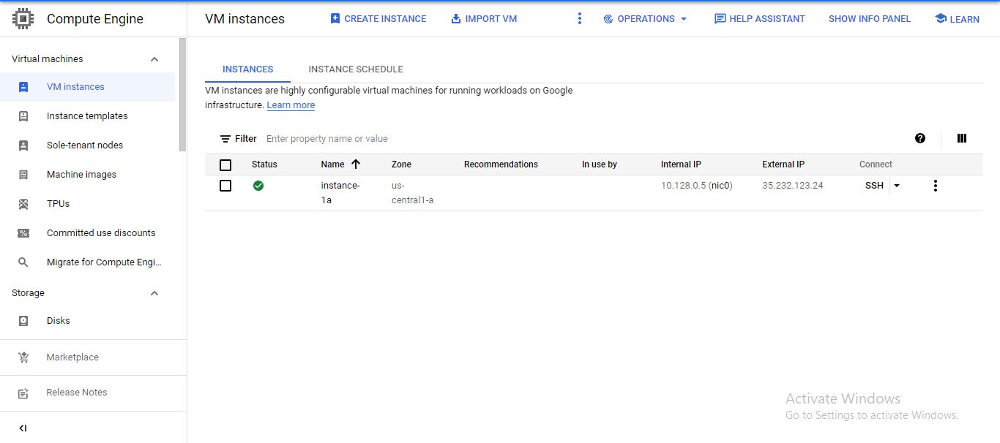 Compute Engine
VM instances
CREATE INSTANCE
IMPORT VM
OPERATIONS
HELP ASSISTANT
SHOW INFO PANEL
LEARN
Virtual machines
VM instances
Instance templates
Sole-tenant nodes
Machine images
TPUs
Committed use discounts
Migrate for Compute Engi...
Storage
Disks
Marketplace
Release Notes
INSTANCES
INSTANCE SCHEDULE
VM instances are highly configurable virtual machines for running workloads on Google
infrastructure. Learn more
Filter Enter property name or value
Status Name Zone Recommendations In use by Internal IP External IP Connect
instance-
1a
us-
central1-a
10.128.0.5 (nic0)
35.232.123.24
SSH
Activate Windows
Go to Settings to activate Windows.